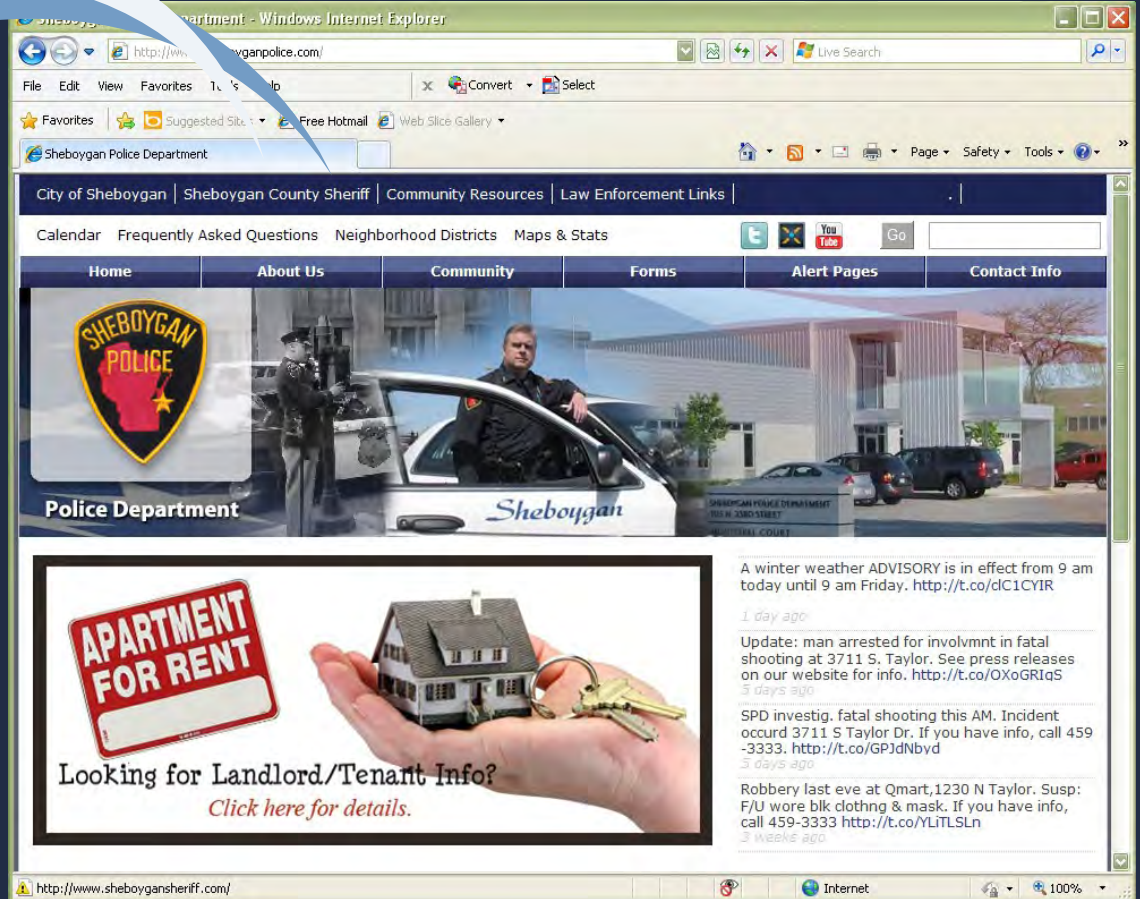 partment - Windows Internet Explorer
http://ww yganpolice.com/
Live Search
File Edit View Favorites
x Convert Select
Favorites Suggested Free Hotmail Web Slice Gallery
Sheboygan Police Department
Page Safety Tools »
City of Sheboygan | Sheboygan County Sheriff | Community Resources | Law Enforcement Links | . |
Calendar Frequently Asked Questions Neighborhood Districts Maps & Stats
t You Tube Go
Home About Us Community Forms Alert Pages Contact Info
SHEBOYGAN
POLICE
Police Department
Sheboygan
SHEBOYGAN POLICE DEPARTMENT
MUNICIPAL COURT
APARTMENT
FOR RENT
Looking for Landlord/Tenant Info?
Click here for details.
A winter weather ADVISORY is in effect from 9 am
today until 9 am Friday. http://t.co/clC1CYIR
1 day ago
Update: man arrested for involvmnt in fatal
shooting at 3711 S. Taylor. See press releases
on our website for info. http://t.co/OXoGRIqS
5 days ago
SPD investig. fatal shooting this AM. Incident
occurd 3711 S Taylor Dr. If you have info, call 459
-3333. http://t.co/GPJdNbyd
5 days ago
Robbery last eve at Qmart,1230 N Taylor. Susp:
F/U wore blk clothng & mask. If you have info,
call 459-3333 http://t.co/YLiTLSLn
3 weeks ago
http://www.sheboygansheriff.com/
Internet
100%